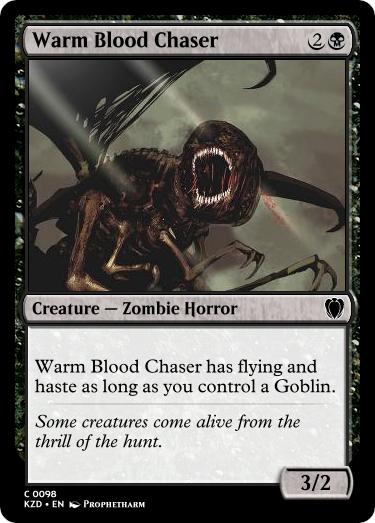 Warm Blood Chaser 2
Creature — Zombie Horror
Warm Blood Chaser has flying and
haste as long as you control a Goblin.
Some creatures come alive from the
thrill of the hunt.
3/2
C 0098
KZD • EN Prophetharm